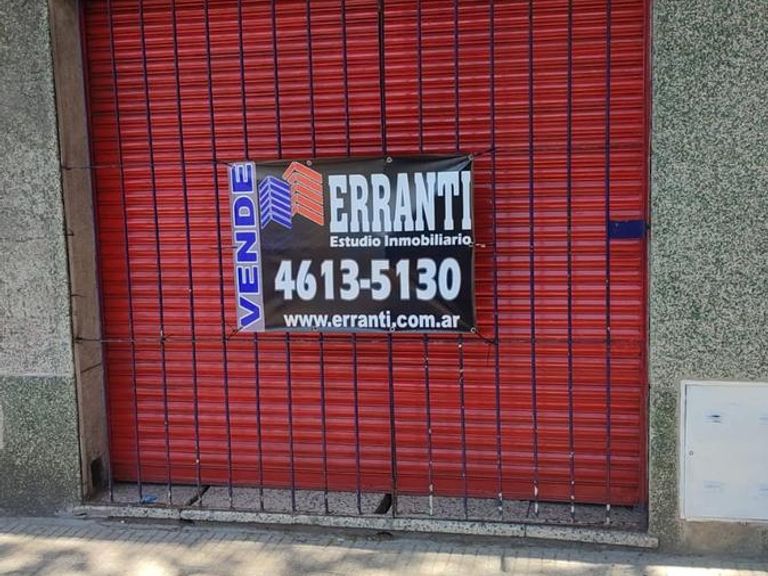 VENDE
ERRANTI
Estudio Inmobiliario
4613-5130
www.erranti.com.ar